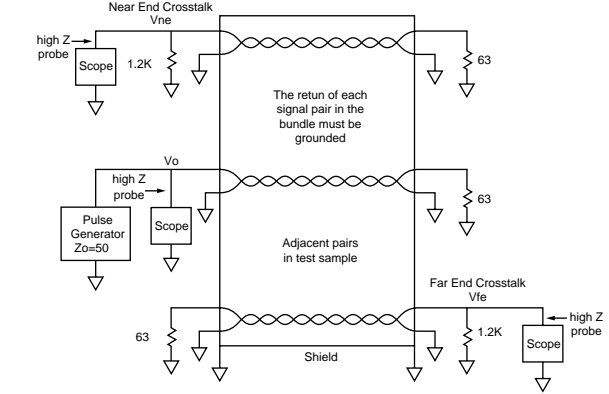 Near End Crosstalk
Vne
high Z
probe
Scope
1.2K
63
The retun of each
signal pair in the
bundle must be
grounded
Vo
high Z
probe
Scope
Pulse
Generator
Zo=50
63
Adjacent pairs
in test sample
Far End Crosstalk
Vfe
63
1.2K
high Z
probe
Scope
Shield